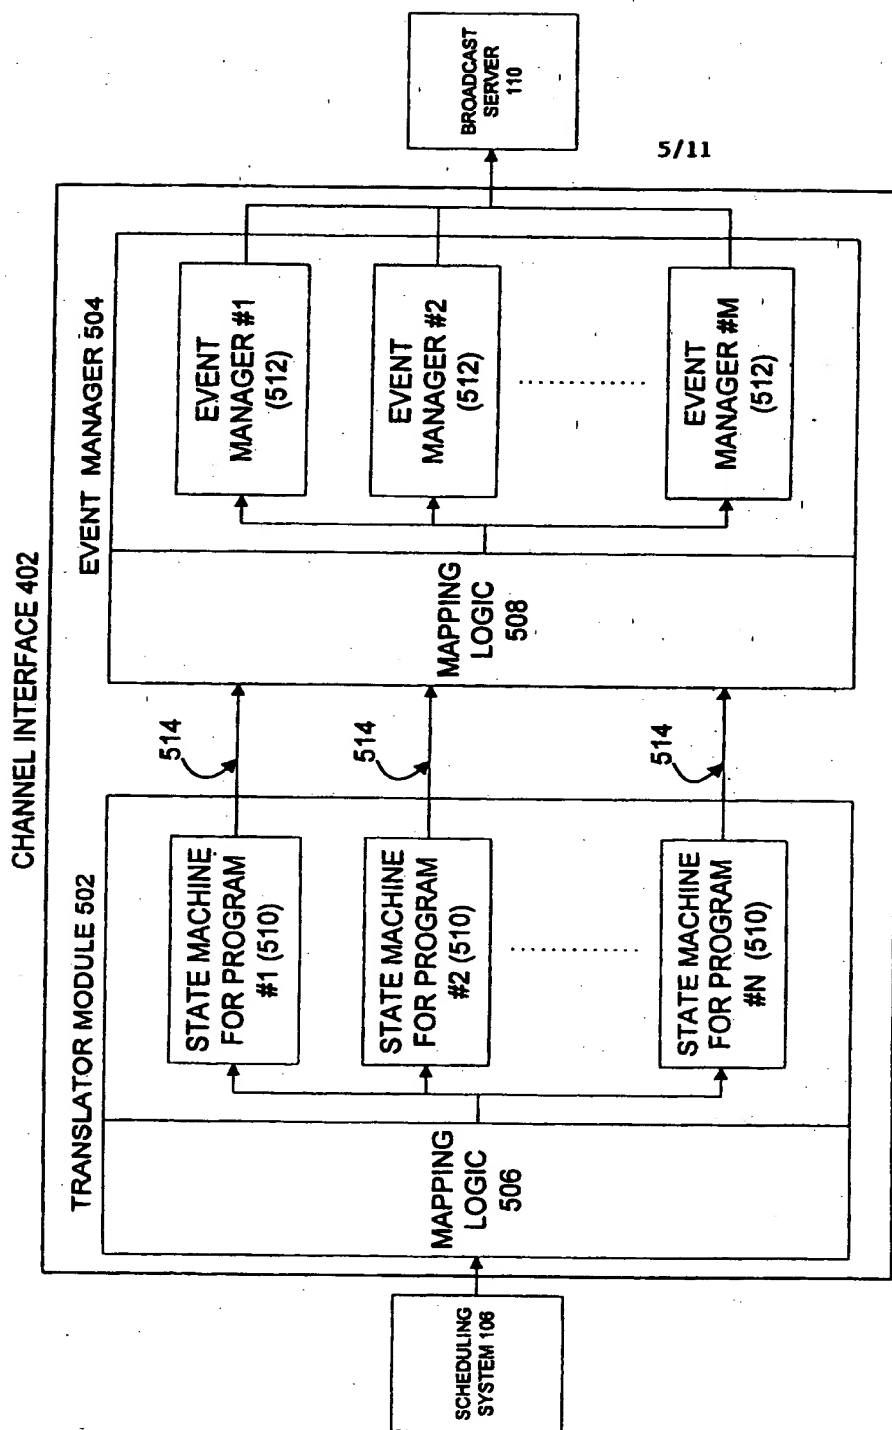 5/11
CHANNEL INTERFACE 402
SCHEDULING
SYSTEM 106
TRANSLATOR MODULE 502
MAPPING
LOGIC
506
STATE MACHINE
FOR PROGRAM
#1 (510)
STATE MACHINE
FOR PROGRAM
#2 (510)
STATE MACHINE
FOR PROGRAM
#N (510)
514
514
514
EVENT MANAGER 504
MAPPING
LOGIC
508
EVENT
MANAGER #1
(512)
EVENT
MANAGER #2
(512)
EVENT
MANAGER #M
(512)
BROADCAST
SERVER
110